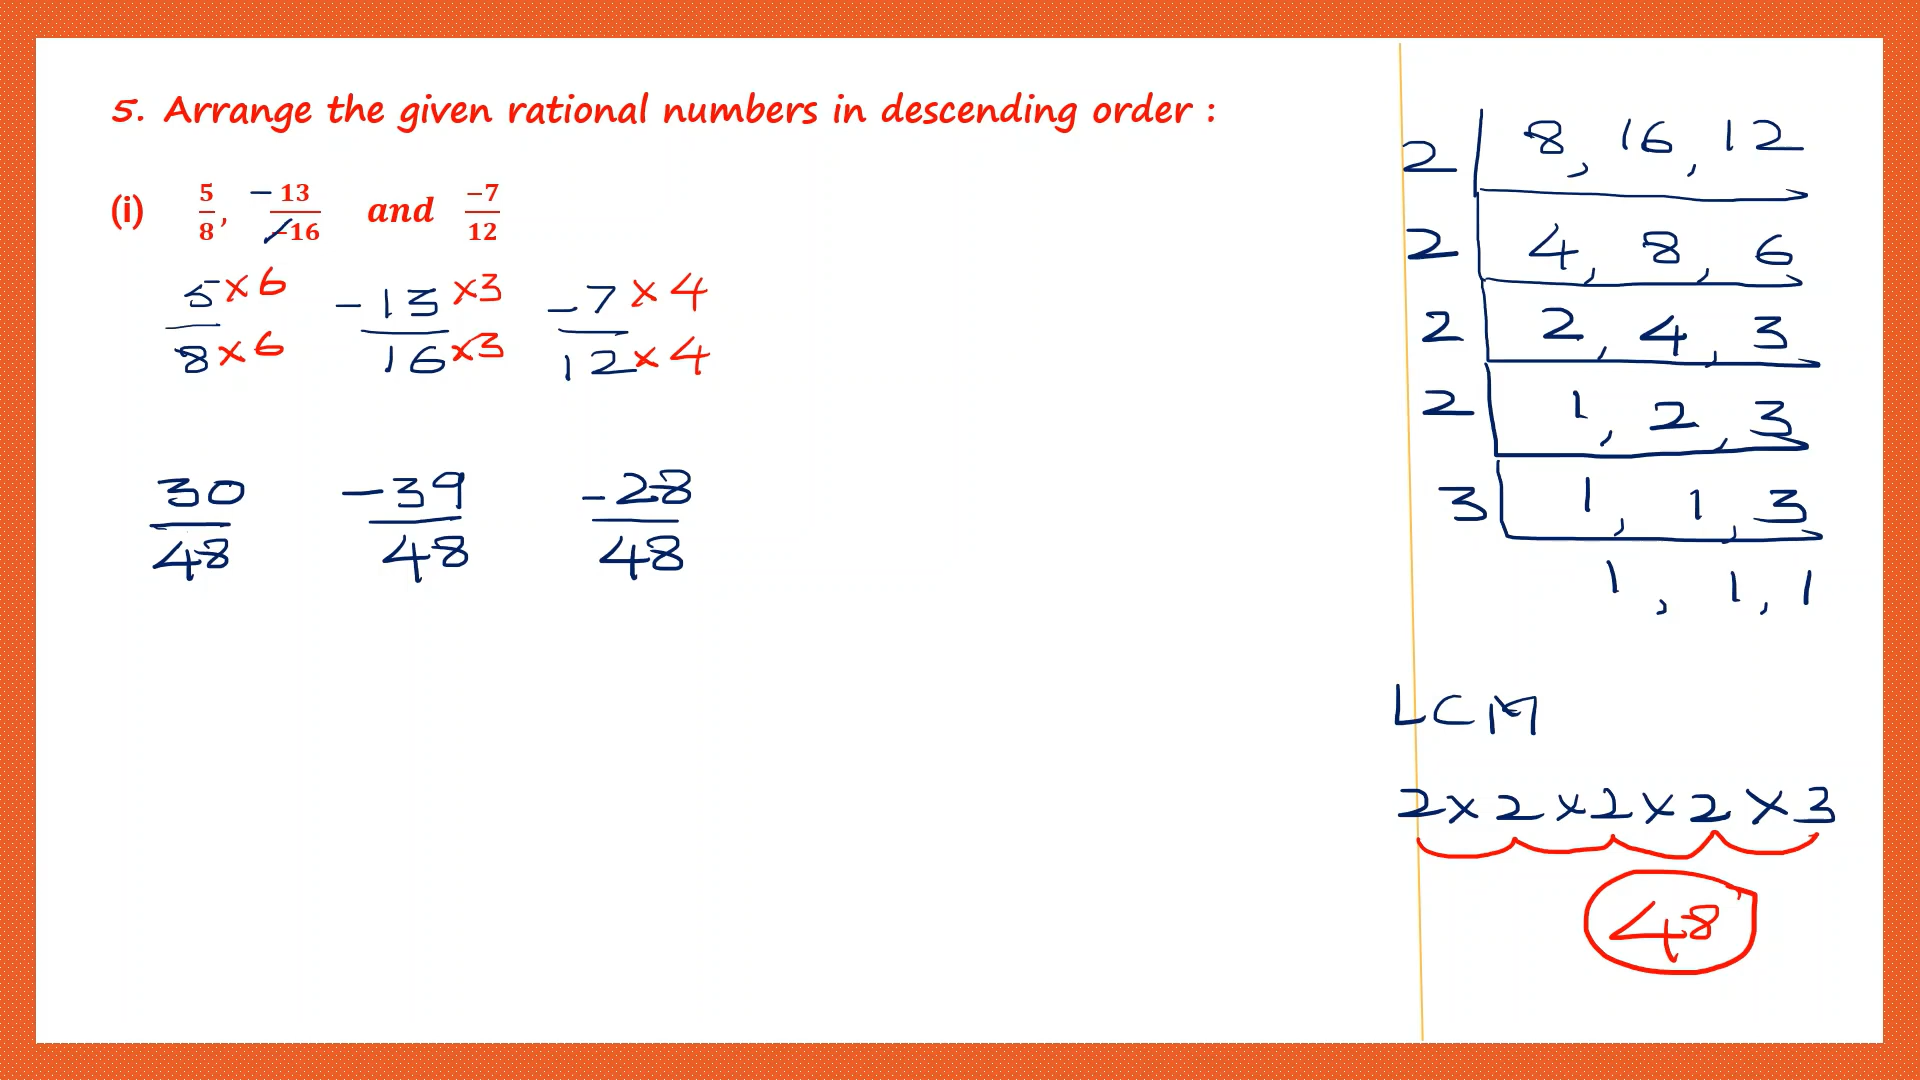 5. Arrange the given rational numbers in descending order :
(i) 5/8, -13/-16 and -7/12
5×6/8×6 -13×3/16×3 -7×4/12×4
30/48 -39/48 -28/48
2 | 8, 16, 12
2 | 4, 8, 6
2 | 2, 4, 3
2 | 1, 2, 3
3 | 1, 1, 3
1, 1, 1
LCM
2×2×2×2×3
48